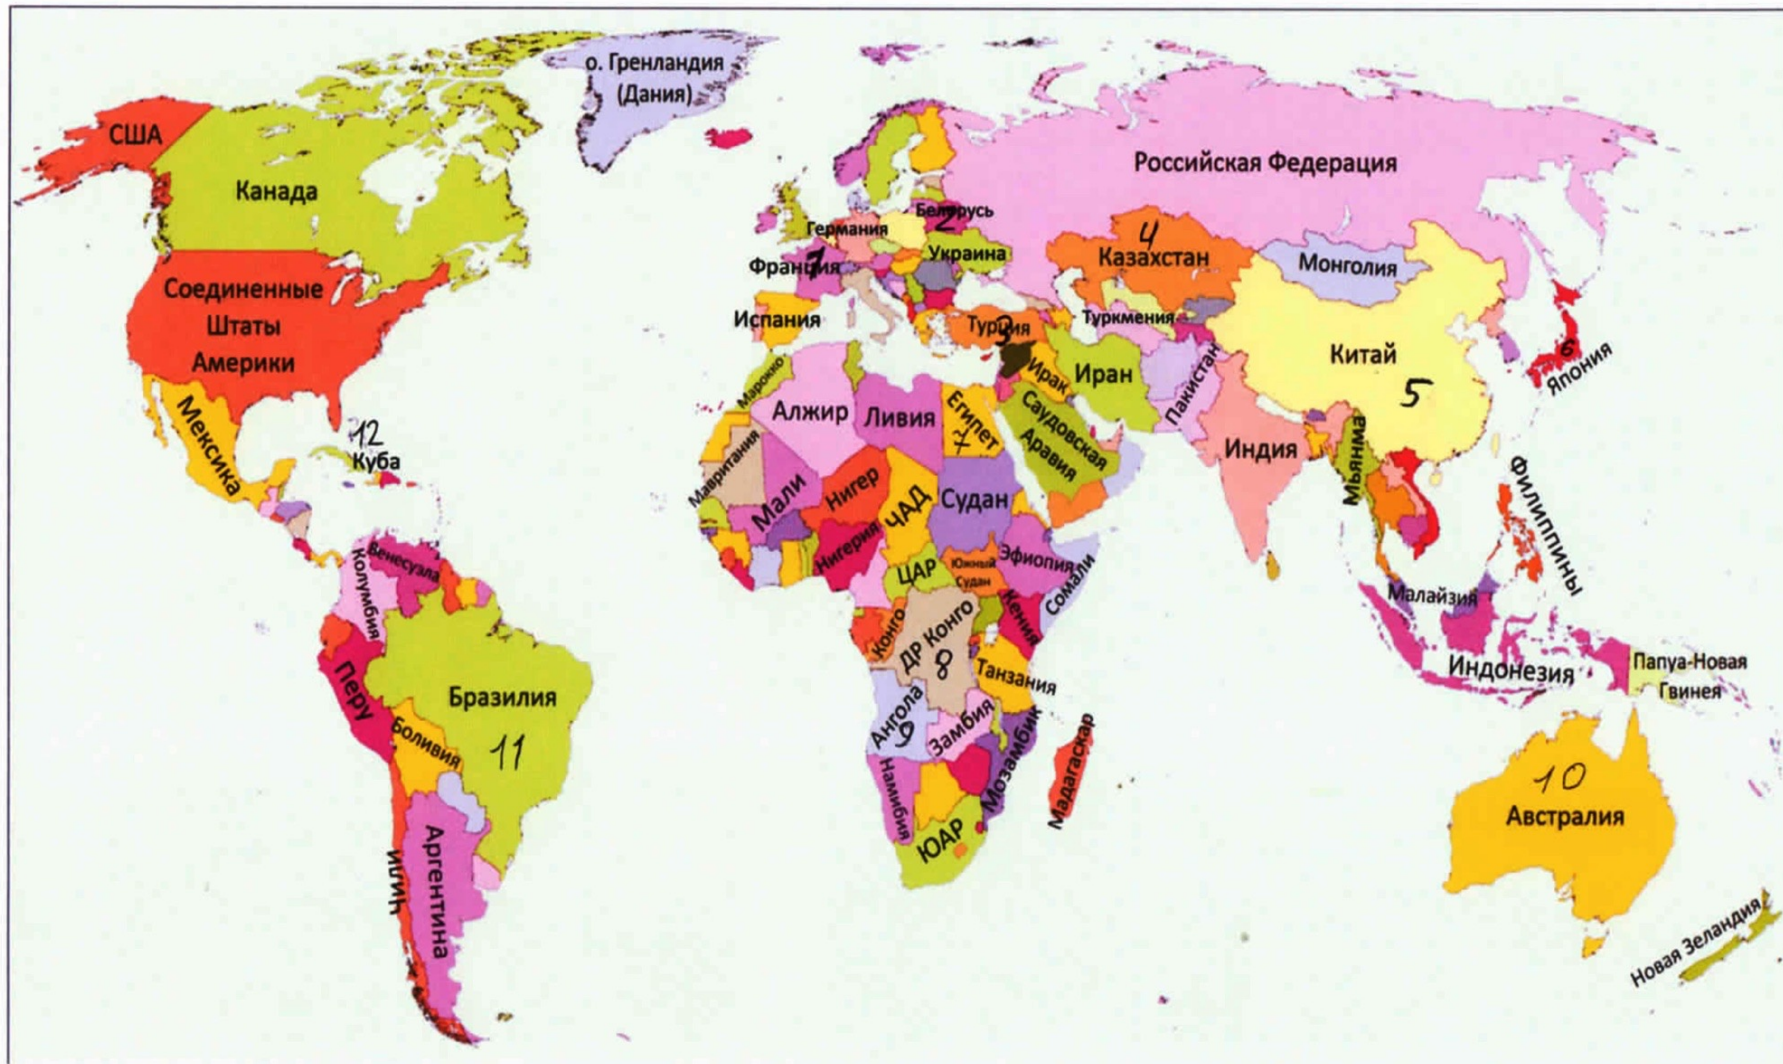 о. Гренландия
(Дания)
США
Канада
Российская Федерация
Беларусь
2
Германия
1
Франция
Украина
4
Казахстан
Монголия
Соединенные
Штаты
Америки
Испания
Турция
3
Туркмения
Китай
5
6
Япония
Марокко
Алжир
Ливия
Египет
7
Ирак
Иран
Пакистан
Саудовская
Аравия
Индия
Мьянма
Филиппины
Мексика
12
Куба
Мавритания
Мали
Нигер
ЧАД
Судан
Нигерия
ЦАР
Южный
Судан
Эфиопия
Сомали
Венесуэла
Колумбия
Конго
ДР Конго
8
Кения
Танзания
Малайзия
Индонезия
Папуа-Новая
Гвинея
Перу
Бразилия
11
Боливия
Ангола
9
Замбия
Мозамбик
Мадагаскар
Намибия
ЮАР
10
Австралия
Чили
Аргентина
Новая Зеландия